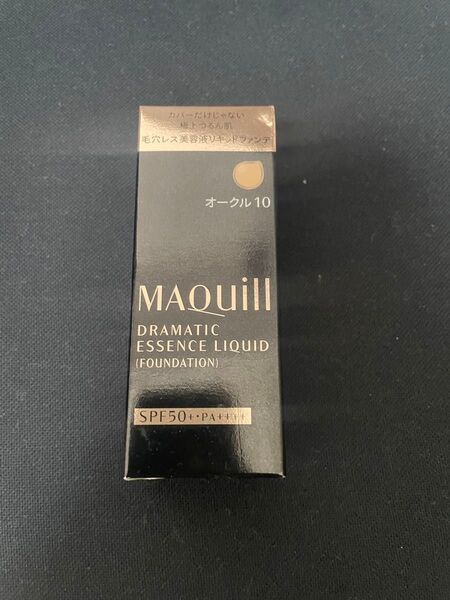 カバーだけじゃない
極上つるん肌
毛穴レス美容液リキッドファンデ
オークル10
MAQuill
DRAMATIC
ESSENCE LIQUID
(FOUNDATION)
SPF50+・PA++++